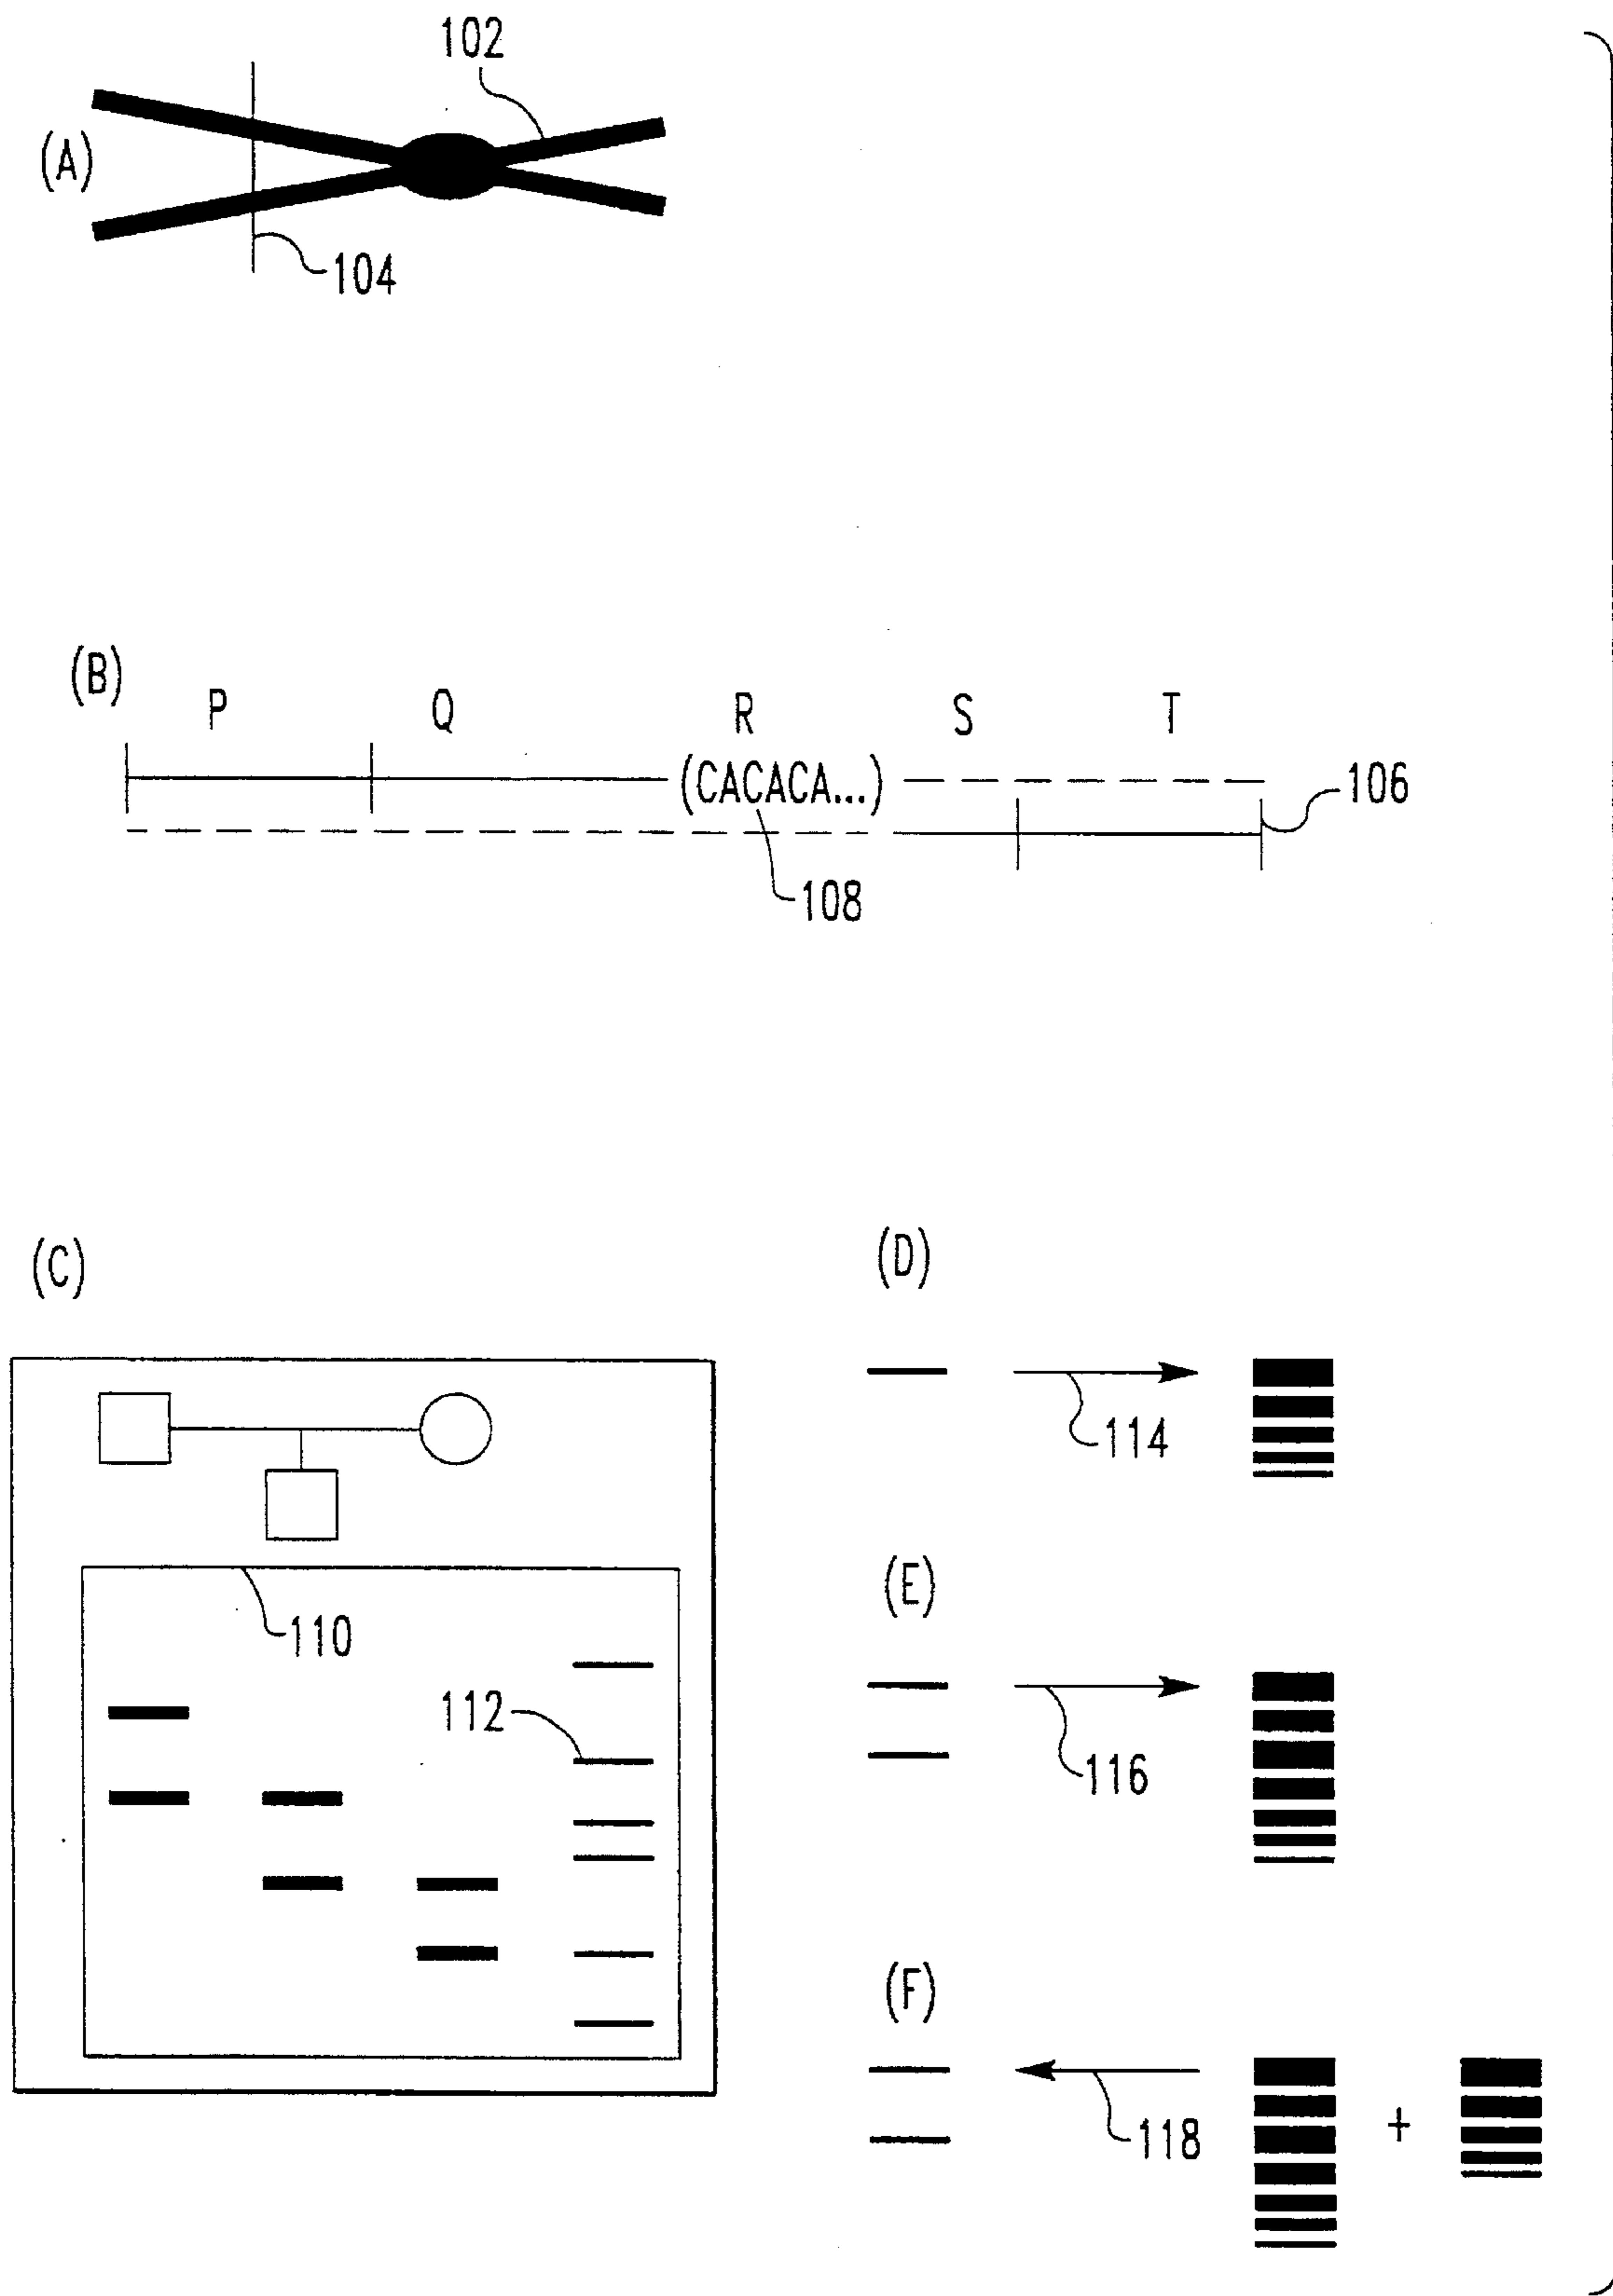 102
(A)
104
(B)
P Q R S T
(CACACA...)
106
108
(C)
(D)
114
(E)
110
112
116
(F)
118
+